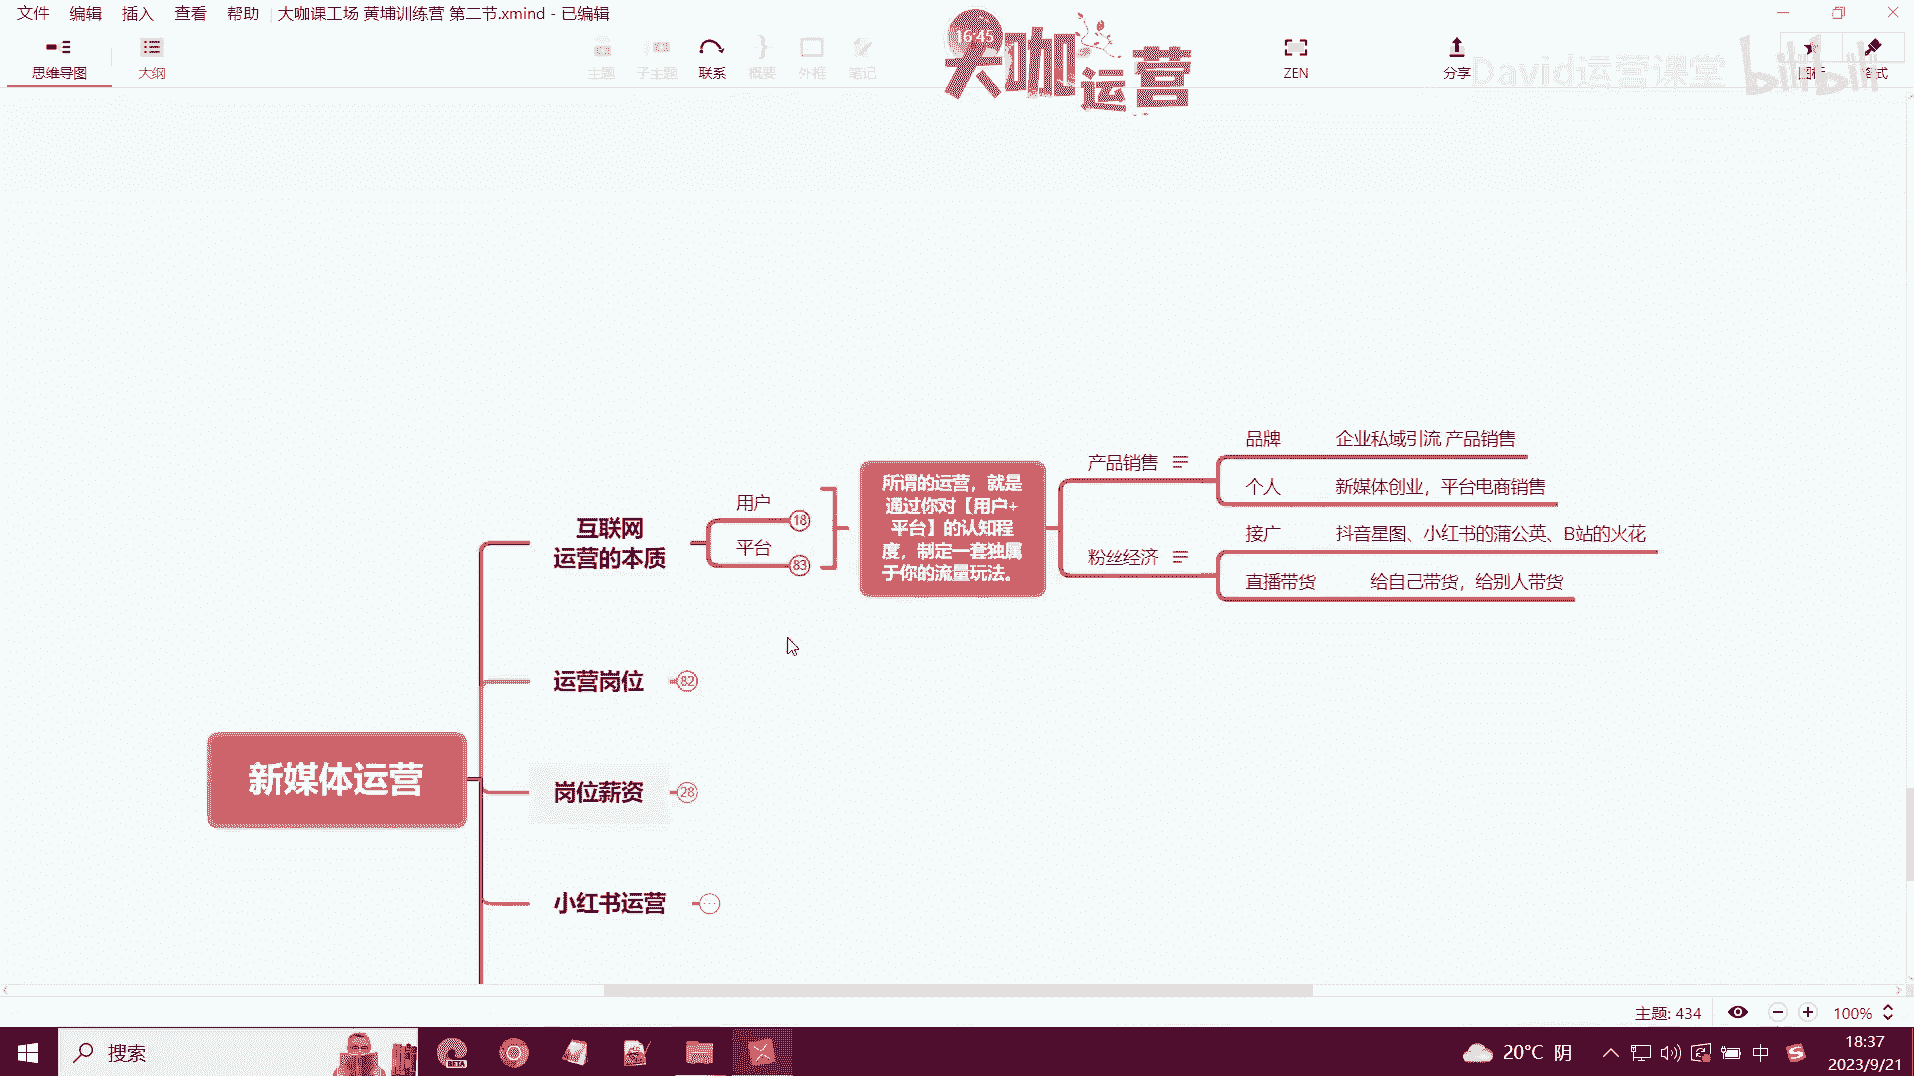 文件 编辑 插入 查看 帮助 大咖课工场 黄埔训练营 第二节.xmind - 已编辑
思维导图
大纲
主题
子主题
联系
概要
外框
笔记
16:45
大咖运营
ZEN
分享
David运营课堂
bilibili
品牌 企业私域引流 产品销售
产品销售
个人 新媒体创业，平台电商销售
接广 抖音星图、小红书的蒲公英、B站的火花
粉丝经济
直播带货 给自己带货，给别人带货
所谓的运营，就是
通过你对【用户+
平台】的认知程
度，制定一套独属
于你的流量玩法。
用户 18
平台 83
互联网
运营的本质
运营岗位 82
新媒体运营
岗位薪资 28
小红书运营
主题: 434
100%
搜索
BETA
20°C 阴
中
18:37
2023/9/21